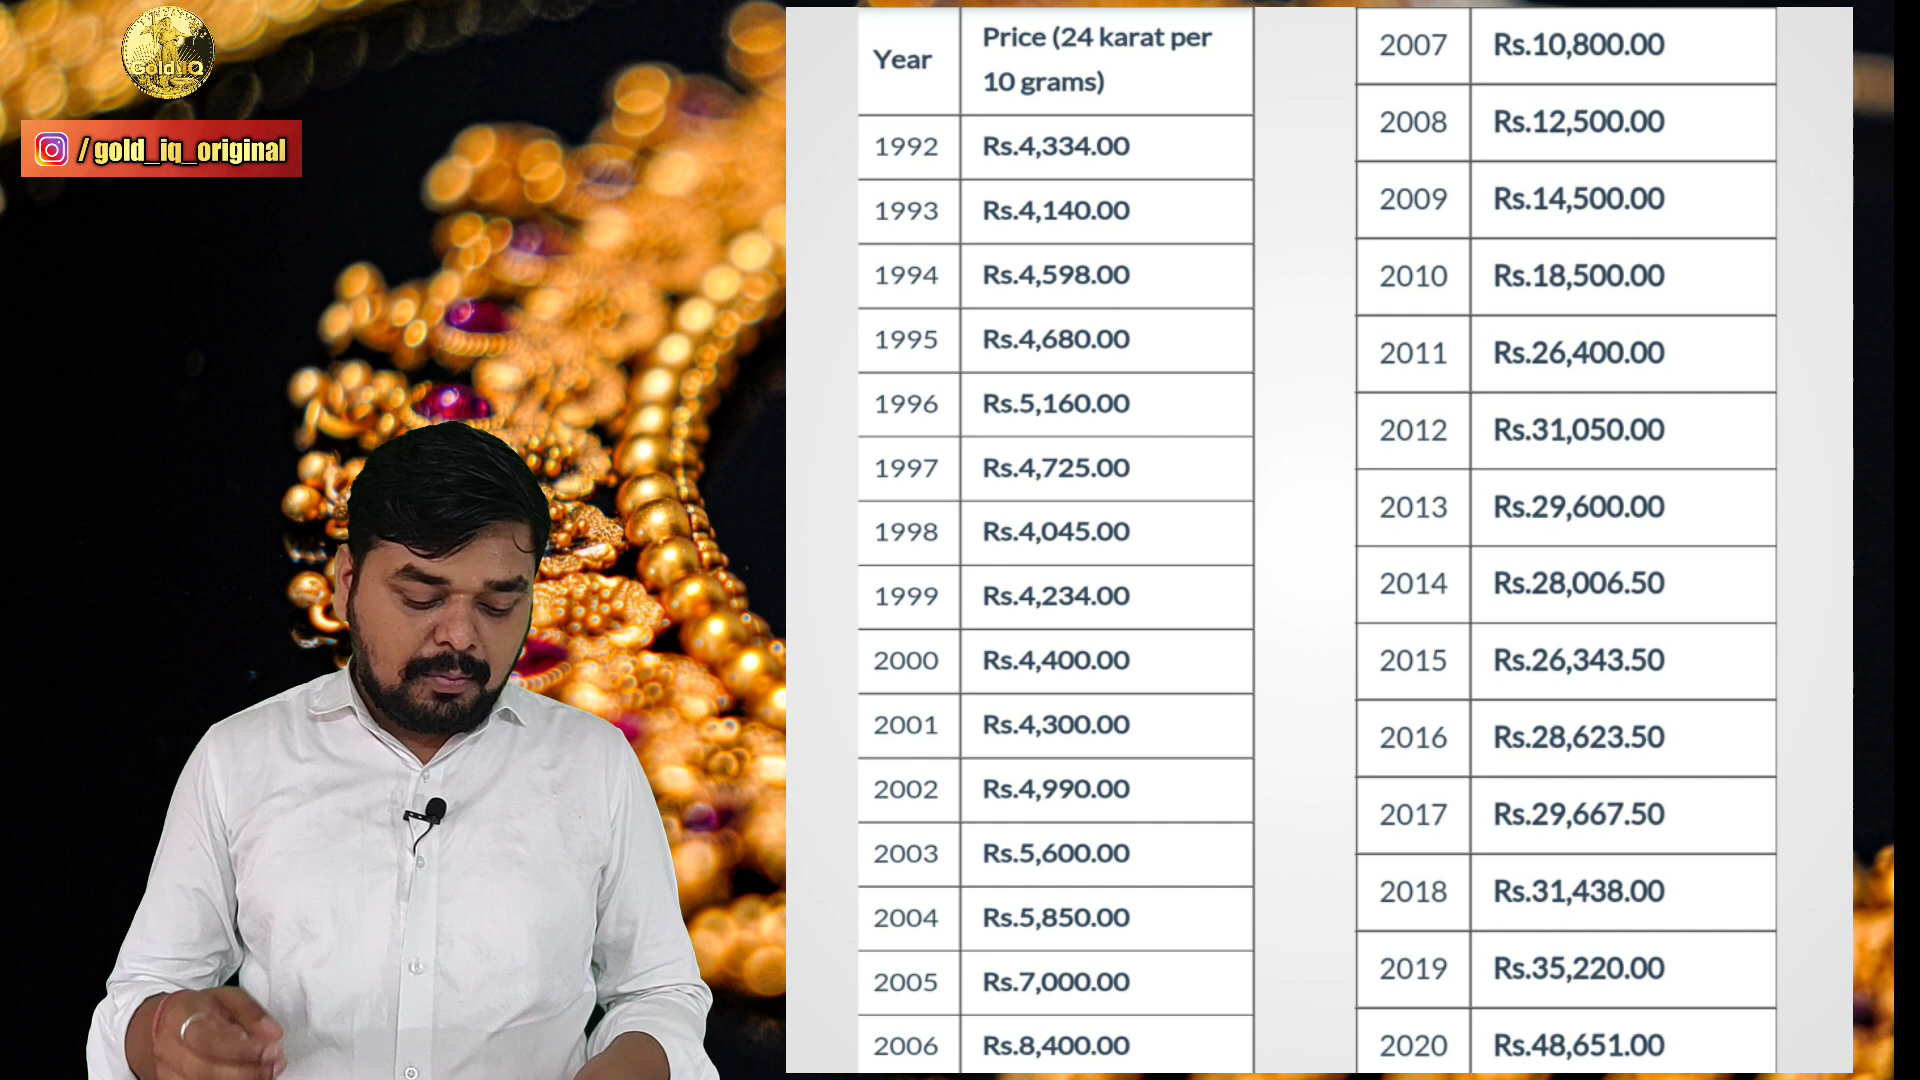 Gold IQ
/ gold_iq_original
Year Price (24 karat per
10 grams)
1992 Rs.4,334.00
1993 Rs.4,140.00
1994 Rs.4,598.00
1995 Rs.4,680.00
1996 Rs.5,160.00
1997 Rs.4,725.00
1998 Rs.4,045.00
1999 Rs.4,234.00
2000 Rs.4,400.00
2001 Rs.4,300.00
2002 Rs.4,990.00
2003 Rs.5,600.00
2004 Rs.5,850.00
2005 Rs.7,000.00
2006 Rs.8,400.00
2007 Rs.10,800.00
2008 Rs.12,500.00
2009 Rs.14,500.00
2010 Rs.18,500.00
2011 Rs.26,400.00
2012 Rs.31,050.00
2013 Rs.29,600.00
2014 Rs.28,006.50
2015 Rs.26,343.50
2016 Rs.28,623.50
2017 Rs.29,667.50
2018 Rs.31,438.00
2019 Rs.35,220.00
2020 Rs.48,651.00